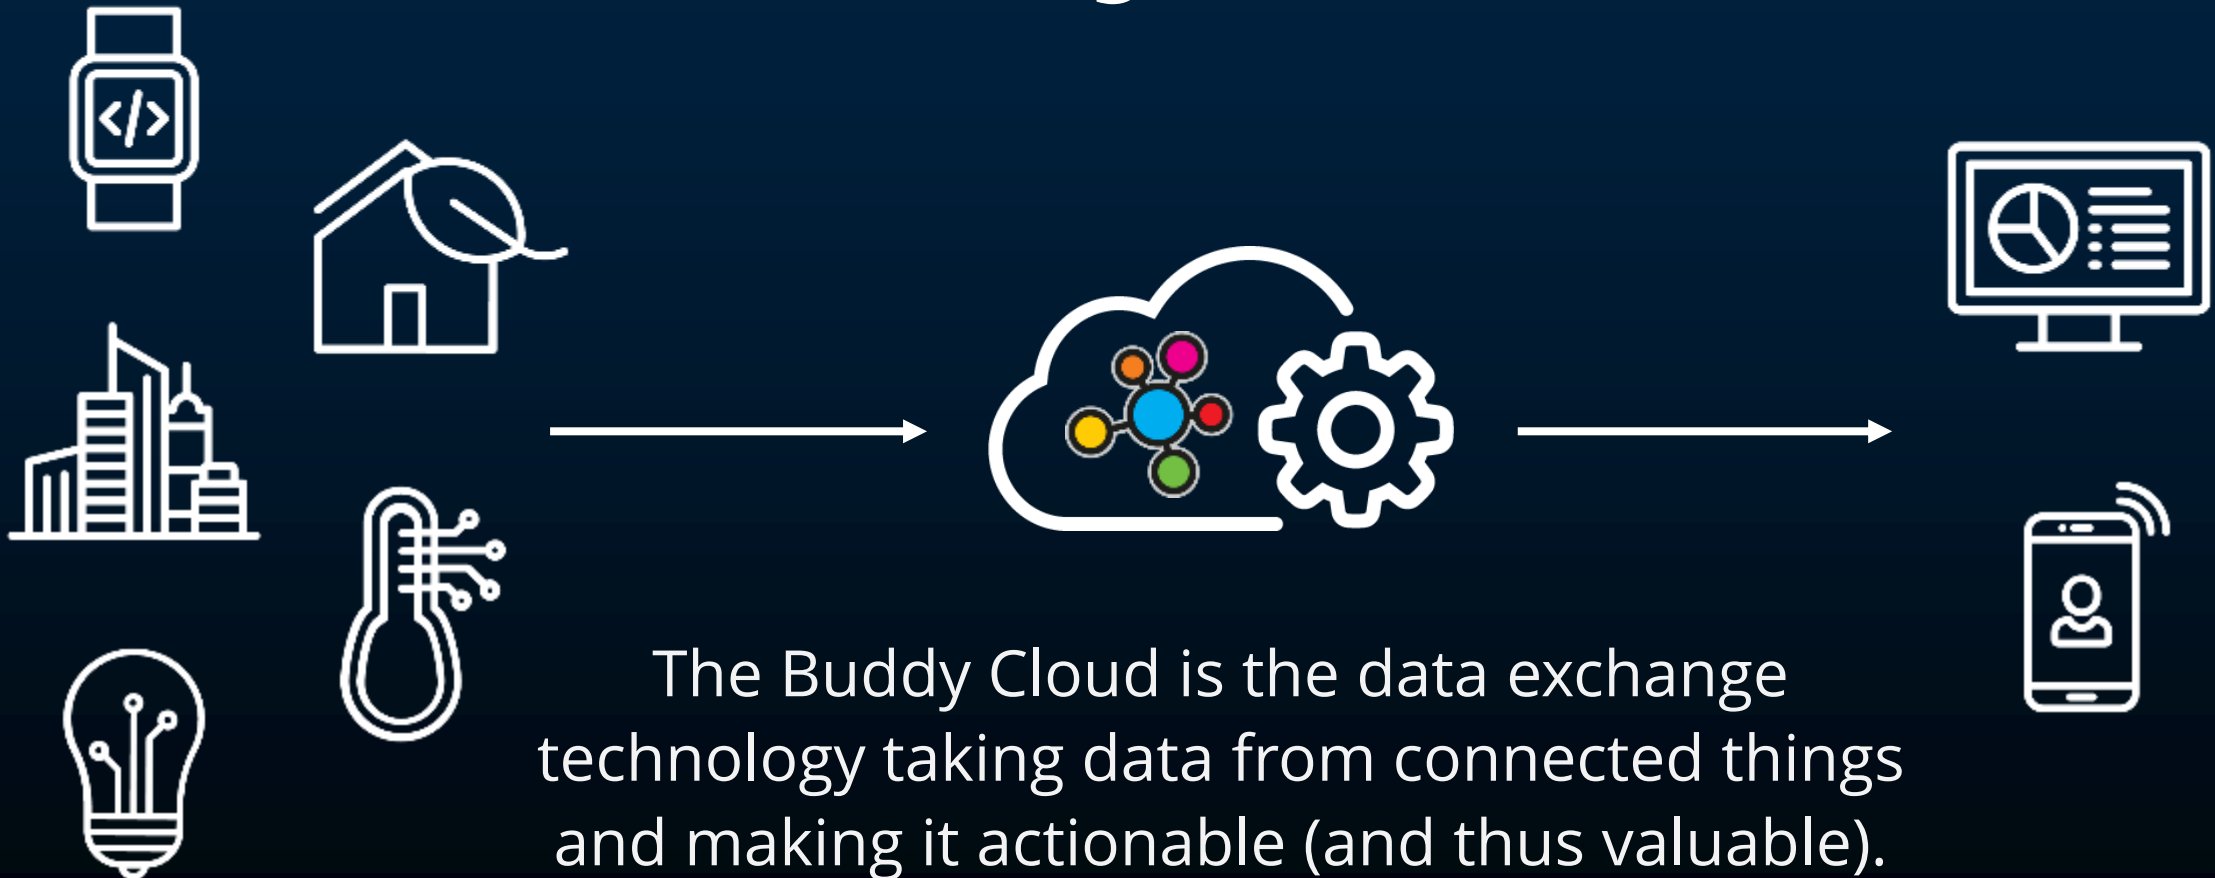 </>
The Buddy Cloud is the data exchange
technology taking data from connected things
and making it actionable (and thus valuable).